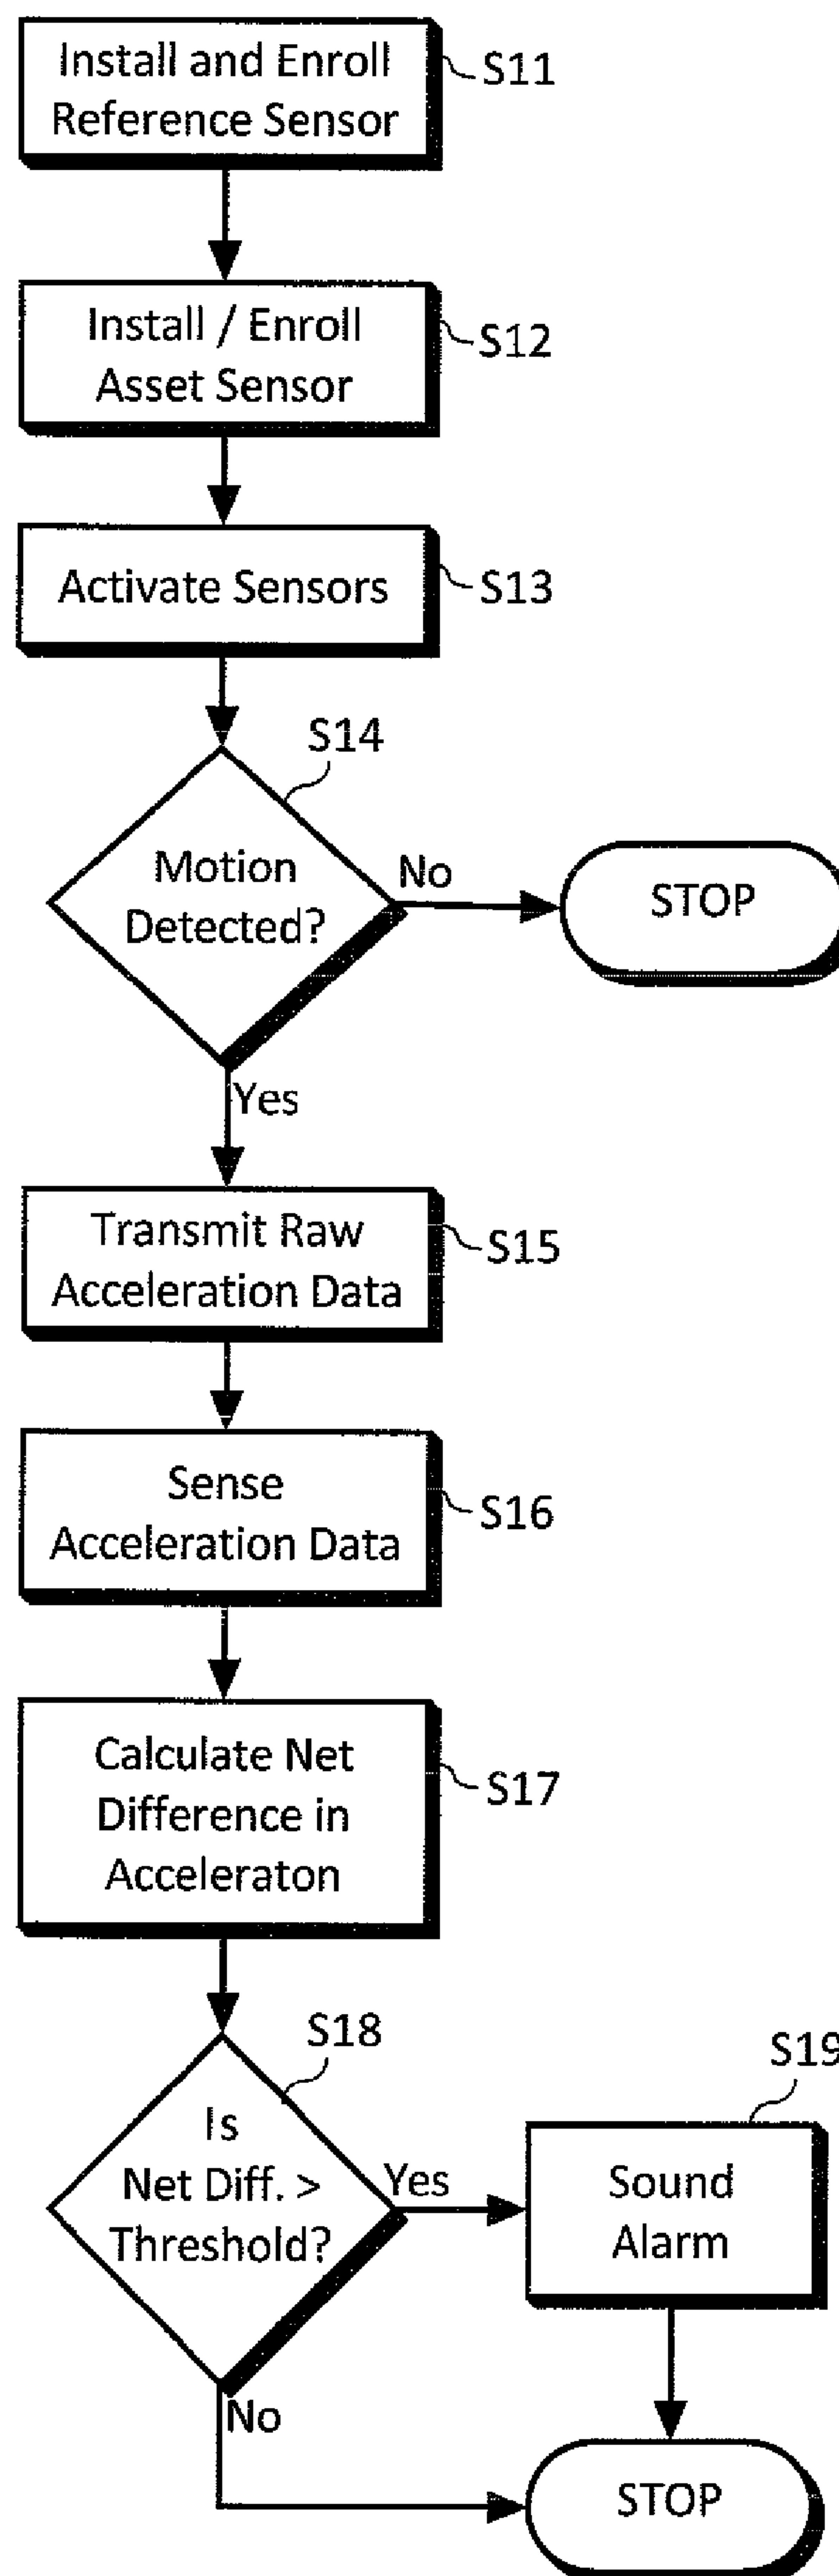 Install and Enroll
Reference Sensor
S11
Install / Enroll
Asset Sensor
S12
Activate Sensors
S13
S14
Motion
Detected?
No
STOP
Yes
Transmit Raw
Acceleration Data
S15
Sense
Acceleration Data
S16
Calculate Net
Difference in
Acceleraton
S17
S18
Is
Net Diff. >
Threshold?
Yes
S19
Sound
Alarm
No
STOP